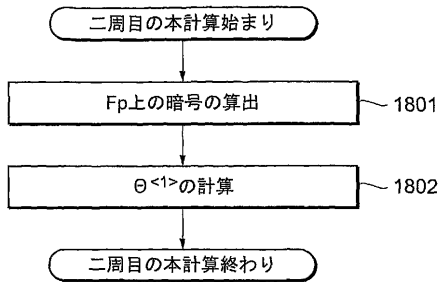 二周目の本計算始まり
Fp上の暗号の算出
1801
Θ<1>の計算
1802
二周目の本計算終わり